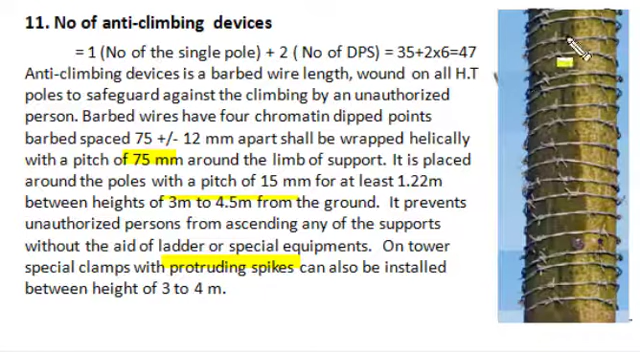 11. No of anti-climbing devices
= 1 (No of the single pole) + 2 ( No of DPS) = 35+2x6=47
Anti-climbing devices is a barbed wire length, wound on all H.T
poles to safeguard against the climbing by an unauthorized
person. Barbed wires have four chromatin dipped points
barbed spaced 75 +/- 12 mm apart shall be wrapped helically
with a pitch of 75 mm around the limb of support. It is placed
around the poles with a pitch of 15 mm for at least 1.22m
between heights of 3m to 4.5m from the ground. It prevents
unauthorized persons from ascending any of the supports
without the aid of ladder or special equipments. On tower
special clamps with protruding spikes can also be installed
between height of 3 to 4 m.